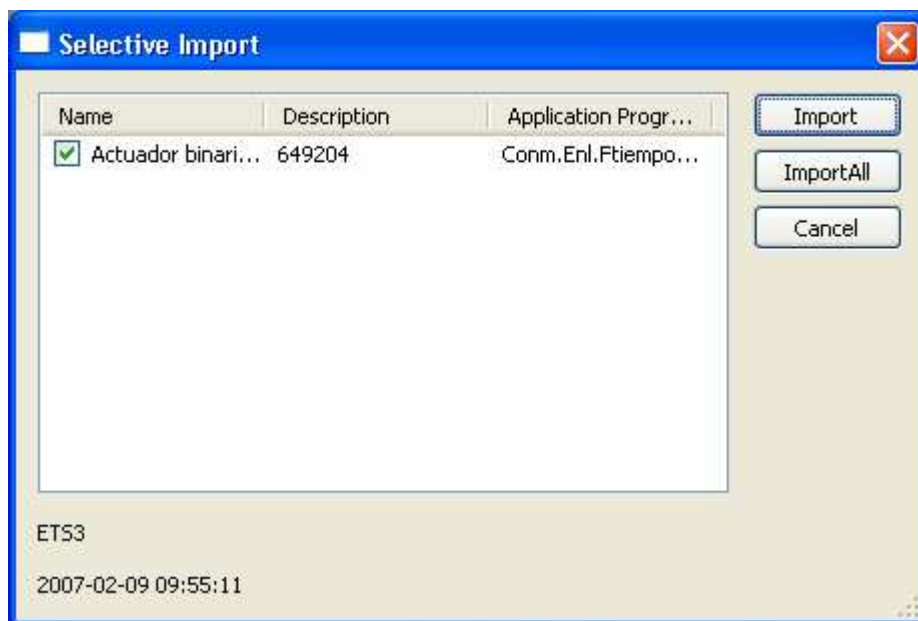 Selective Import
Name Description Application Progr...
Actuador binari... 649204 Conm.Enl.Ftiempo...
Import
ImportAll
Cancel
ETS3
2007-02-09 09:55:11